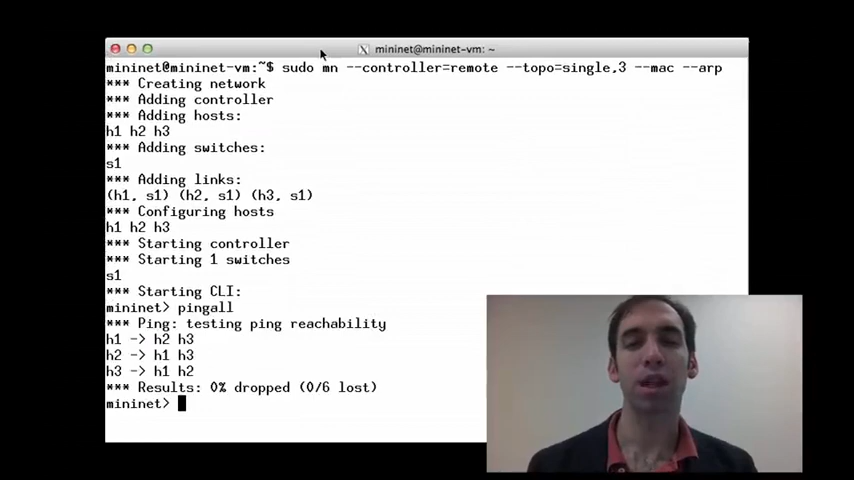 X mininet@mininet-vm: ~
mininet@mininet-vm:~$ sudo mn --controller=remote --topo=single,3 --mac --arp
*** Creating network
*** Adding controller
*** Adding hosts:
h1 h2 h3
*** Adding switches:
s1
*** Adding links:
(h1, s1) (h2, s1) (h3, s1)
*** Configuring hosts
h1 h2 h3
*** Starting controller
*** Starting 1 switches
s1
*** Starting CLI:
mininet> pingall
*** Ping: testing ping reachability
h1 -> h2 h3
h2 -> h1 h3
h3 -> h1 h2
*** Results: 0% dropped (0/6 lost)
mininet>